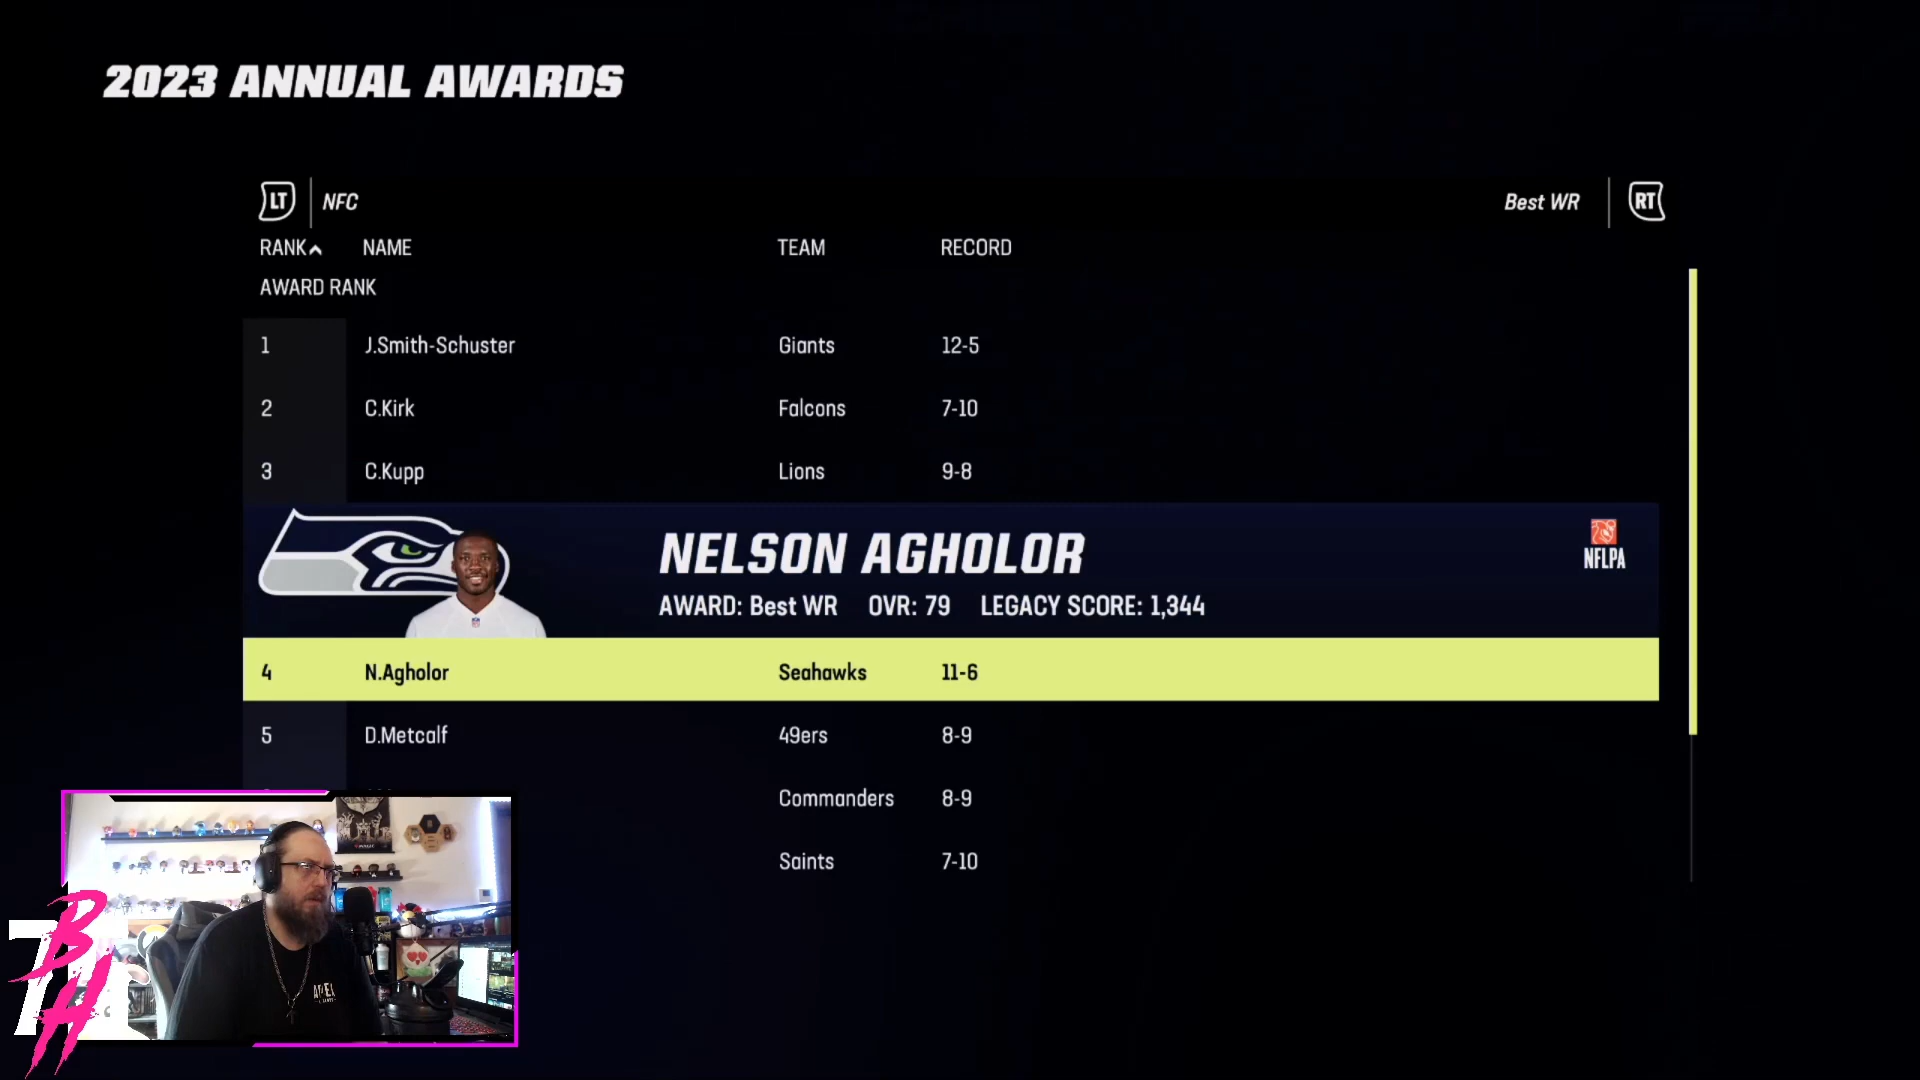 2023 ANNUAL AWARDS
LT NFC Best WR RT
RANK NAME TEAM RECORD
AWARD RANK
1 J.Smith-Schuster Giants 12-5
2 C.Kirk Falcons 7-10
3 C.Kupp Lions 9-8
NELSON AGHOLOR
NFLPA
AWARD: Best WR OVR: 79 LEGACY SCORE: 1,344
4 N.Agholor Seahawks 11-6
5 D.Metcalf 49ers 8-9
Commanders 8-9
Saints 7-10
BH